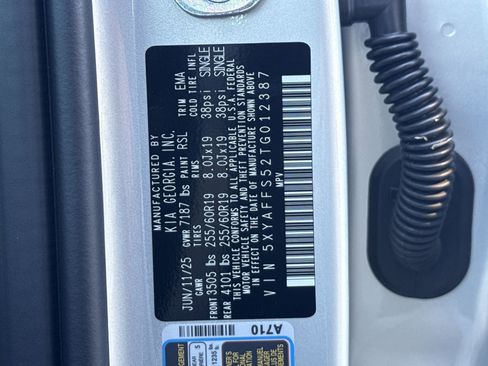 MANUFACTURED BY
KIA GEORGIA, INC.
JUN/11/25 GVWR 7187 lbs PAINT RSL TRIM EMA
GAWR TIRES RIMS COLD TIRE INFL
FRONT 3505 lbs 255/60R19 8.0Jx19 38psi SINGLE
REAR 4101 lbs 255/60R19 8.0Jx19 38psi SINGLE
THIS VEHICLE CONFORMS TO ALL APPLICABLE U.S.A. FEDERAL
MOTOR VEHICLE SAFETY AND THEFT PREVENTION STANDARDS
IN EFFECT ON THE DATE OF MANUFACTURE SHOWN ABOVE
VIN 5XYAFFS52TG012387
MPV
A710
1235 lbs
5